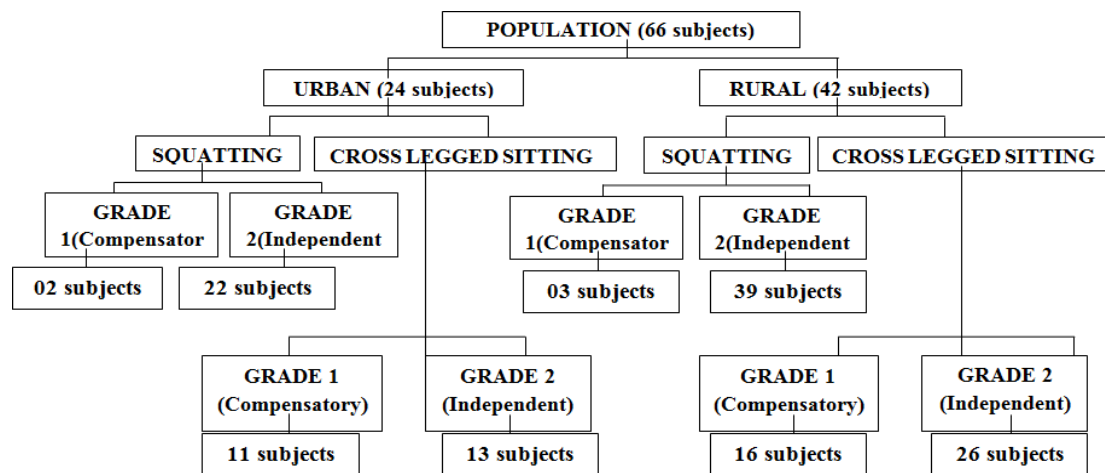 POPULATION (66 subjects)
URBAN (24 subjects)
RURAL (42 subjects)
SQUATTING
CROSS LEGGED SITTING
SQUATTING
CROSS LEGGED SITTING
GRADE
1(Compensator
GRADE
2(Independent
GRADE
1(Compensator
GRADE
2(Independent
02 subjects
22 subjects
03 subjects
39 subjects
GRADE 1
(Compensatory)
GRADE 2
(Independent)
GRADE 1
(Compensatory)
GRADE 2
(Independent)
11 subjects
13 subjects
16 subjects
26 subjects